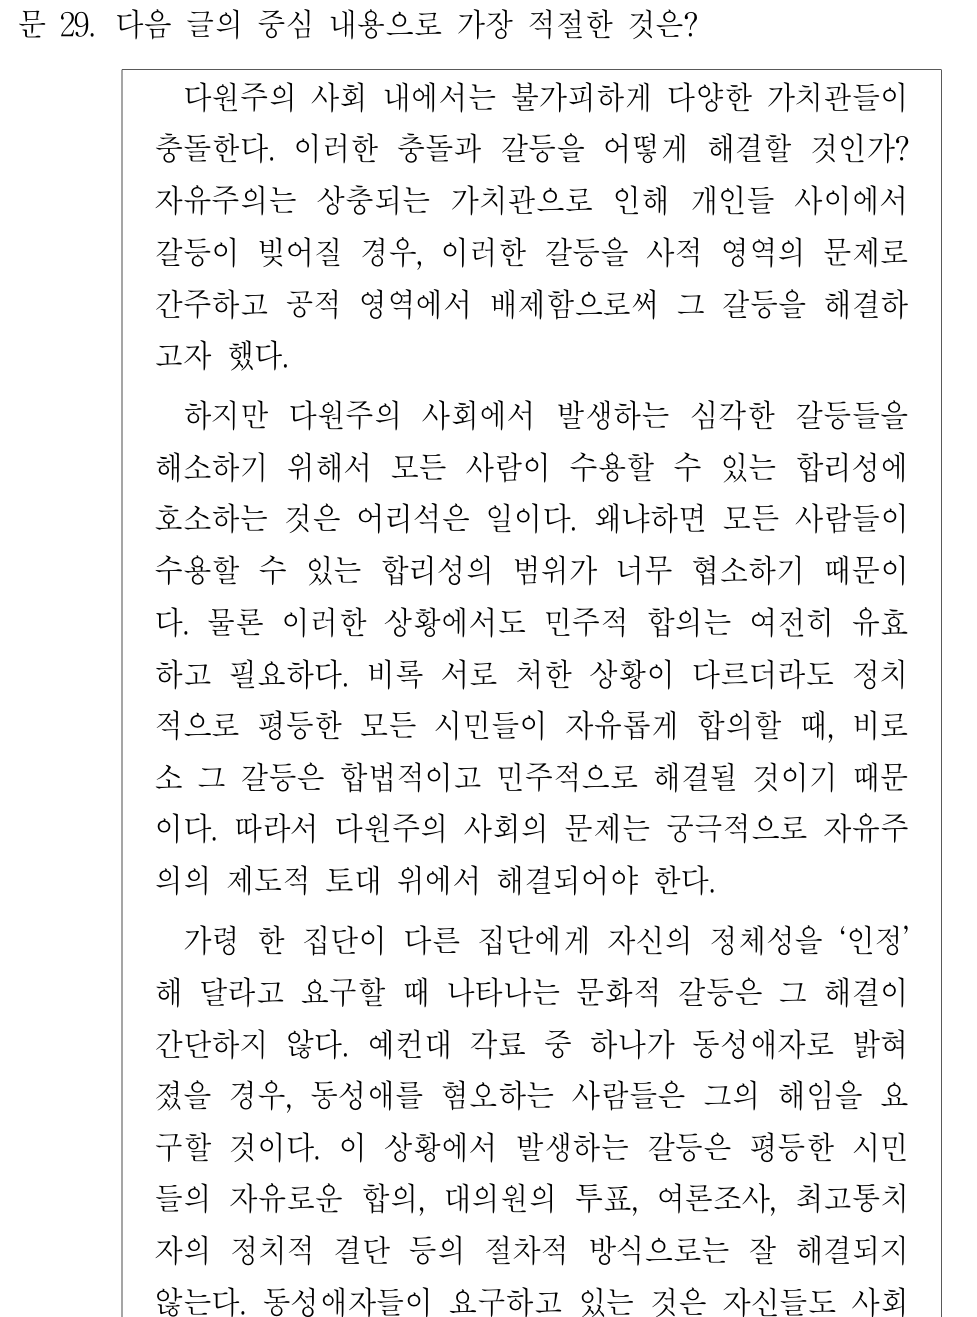 문 29. 다음 글의 중심 내용으로 가장 적절한 것은?
다원주의 사회 내에서는 불가피하게 다양한 가치관들이
충돌한다. 이러한 충돌과 갈등을 어떻게 해결할 것인가?
자유주의는 상충되는 가치관으로 인해 개인들 사이에서
갈등이 빚어질 경우, 이러한 갈등을 사적 영역의 문제로
간주하고 공적 영역에서 배제함으로써 그 갈등을 해결하
고자 했다.
하지만 다원주의 사회에서 발생하는 심각한 갈등들을
해소하기 위해서 모든 사람이 수용할 수 있는 합리성에
호소하는 것은 어리석은 일이다. 왜냐하면 모든 사람들이
수용할 수 있는 합리성의 범위가 너무 협소하기 때문이
다. 물론 이러한 상황에서도 민주적 합의는 여전히 유효
하고 필요하다. 비록 서로 처한 상황이 다르더라도 정치
적으로 평등한 모든 시민들이 자유롭게 합의할 때, 비로
소 그 갈등은 합법적이고 민주적으로 해결될 것이기 때문
이다. 따라서 다원주의 사회의 문제는 궁극적으로 자유주
의의 제도적 토대 위에서 해결되어야 한다.
가령 한 집단이 다른 집단에게 자신의 정체성을 ‘인정’
해 달라고 요구할 때 나타나는 문화적 갈등은 그 해결이
간단하지 않다. 예컨대 각료 중 하나가 동성애자로 밝혀
졌을 경우, 동성애를 혐오하는 사람들은 그의 해임을 요
구할 것이다. 이 상황에서 발생하는 갈등은 평등한 시민
들의 자유로운 합의, 대의원의 투표, 여론조사, 최고통치
자의 정치적 결단 등의 절차적 방식으로는 잘 해결되지
않는다. 동성애자들이 요구하고 있는 것은 자신들도 사회